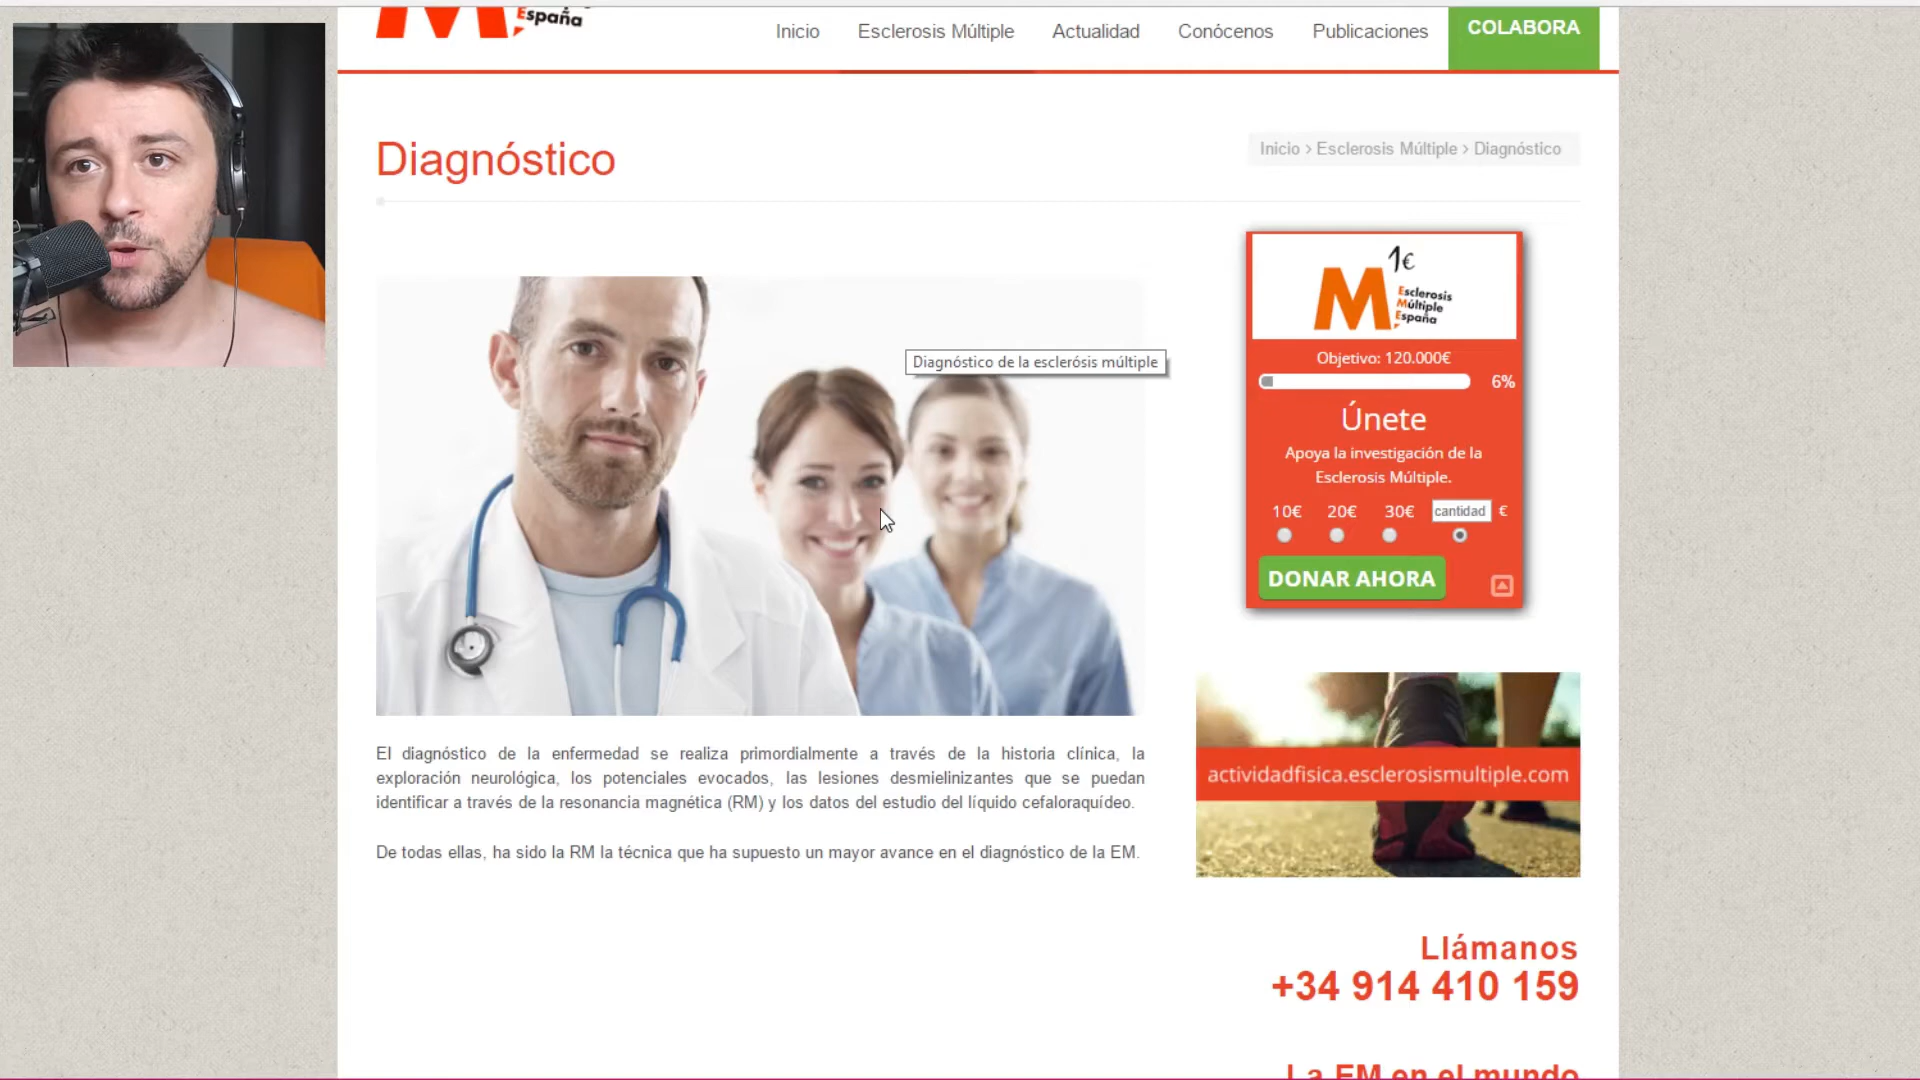 España
Inicio
Esclerosis Múltiple
Actualidad
Conócenos
Publicaciones
COLABORA
Diagnóstico
Inicio › Esclerosis Múltiple › Diagnóstico
Diagnóstico de la esclerósis múltiple
1€
M Esclerosis
Múltiple
España
Objetivo: 120.000€
6%
Únete
Apoya la investigación de la
Esclerosis Múltiple.
10€ 20€ 30€ cantidad €
DONAR AHORA
El diagnóstico de la enfermedad se realiza primordialmente a través de la historia clínica, la
exploración neurológica, los potenciales evocados, las lesiones desmielinizantes que se puedan
identificar a través de la resonancia magnética (RM) y los datos del estudio del líquido cefaloraquídeo.
De todas ellas, ha sido la RM la técnica que ha supuesto un mayor avance en el diagnóstico de la EM.
actividadfisica.esclerosismultiple.com
Llámanos
+34 914 410 159
La EM en el mundo